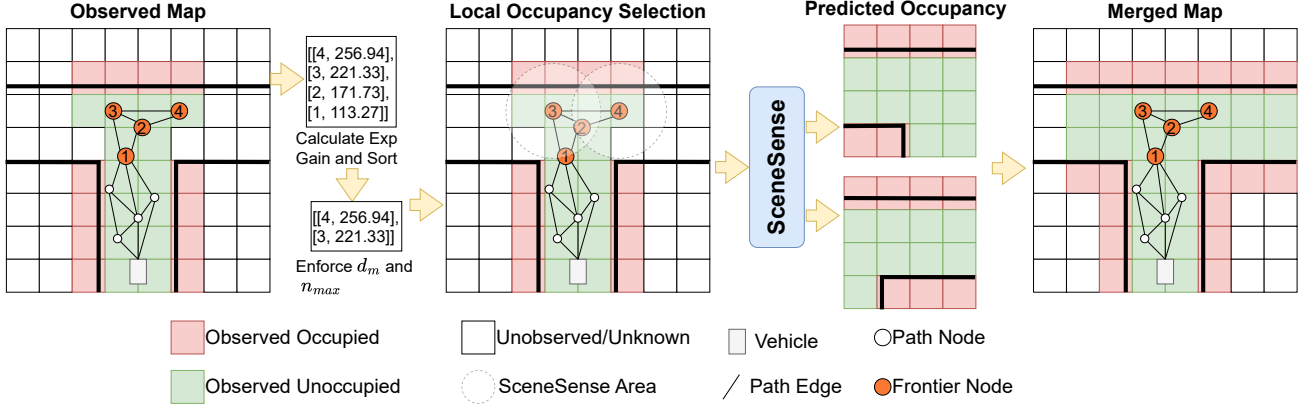 Observed Map
Local Occupancy Selection
Predicted Occupancy
Merged Map
3
4
2
1
[[4, 256.94],
[3, 221.33],
[2, 171.73],
[1, 113.27]]
Calculate Exp
Gain and Sort
[[4, 256.94],
[3, 221.33]]
Enforce d_m and
n_max
3
4
2
1
SceneSense
3
4
2
1
Observed Occupied
Unobserved/Unknown
Vehicle
Path Node
Observed Unoccupied
SceneSense Area
Path Edge
Frontier Node